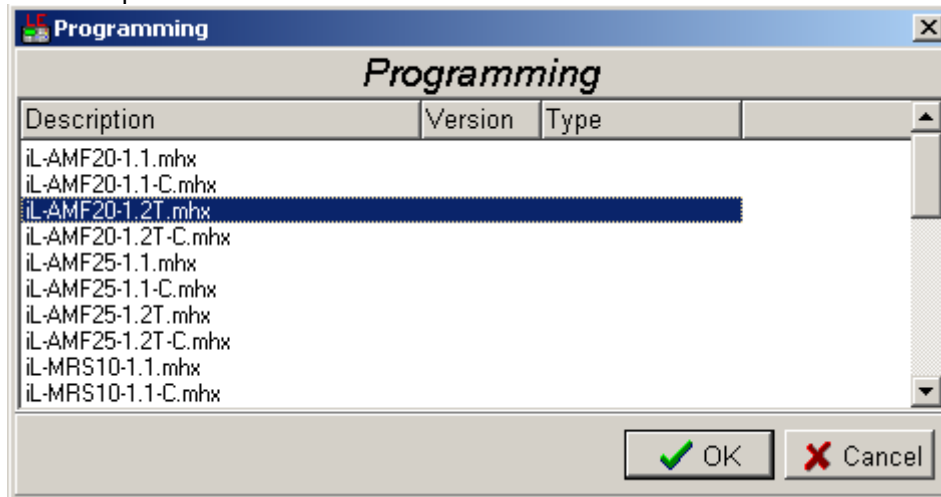 Programming
Programming
Description Version Type
iL-AMF20-1.1.mhx
iL-AMF20-1.1-C.mhx
iL-AMF20-1.2T.mhx
iL-AMF20-1.2T-C.mhx
iL-AMF25-1.1.mhx
iL-AMF25-1.1-C.mhx
iL-AMF25-1.2T.mhx
iL-AMF25-1.2T-C.mhx
iL-MRS10-1.1.mhx
iL-MRS10-1.1-C.mhx
OK Cancel